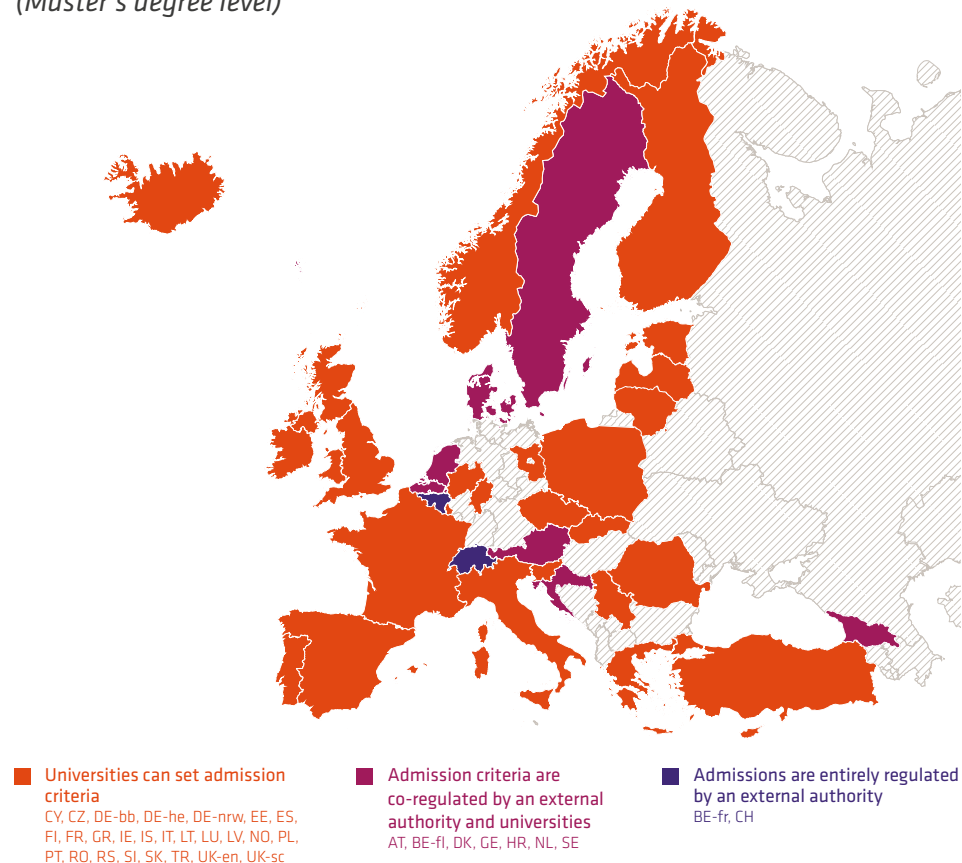 (Master's degree level)
Universities can set admission
criteria
CY, CZ, DE-bb, DE-he, DE-nrw, EE, ES,
FI, FR, GR, IE, IS, IT, LT, LU, LV, NO, PL,
PT, RO, RS, SI, SK, TR, UK-en, UK-sc
Admission criteria are
co-regulated by an external
authority and universities
AT, BE-fl, DK, GE, HR, NL, SE
Admissions are entirely regulated
by an external authority
BE-fr, CH